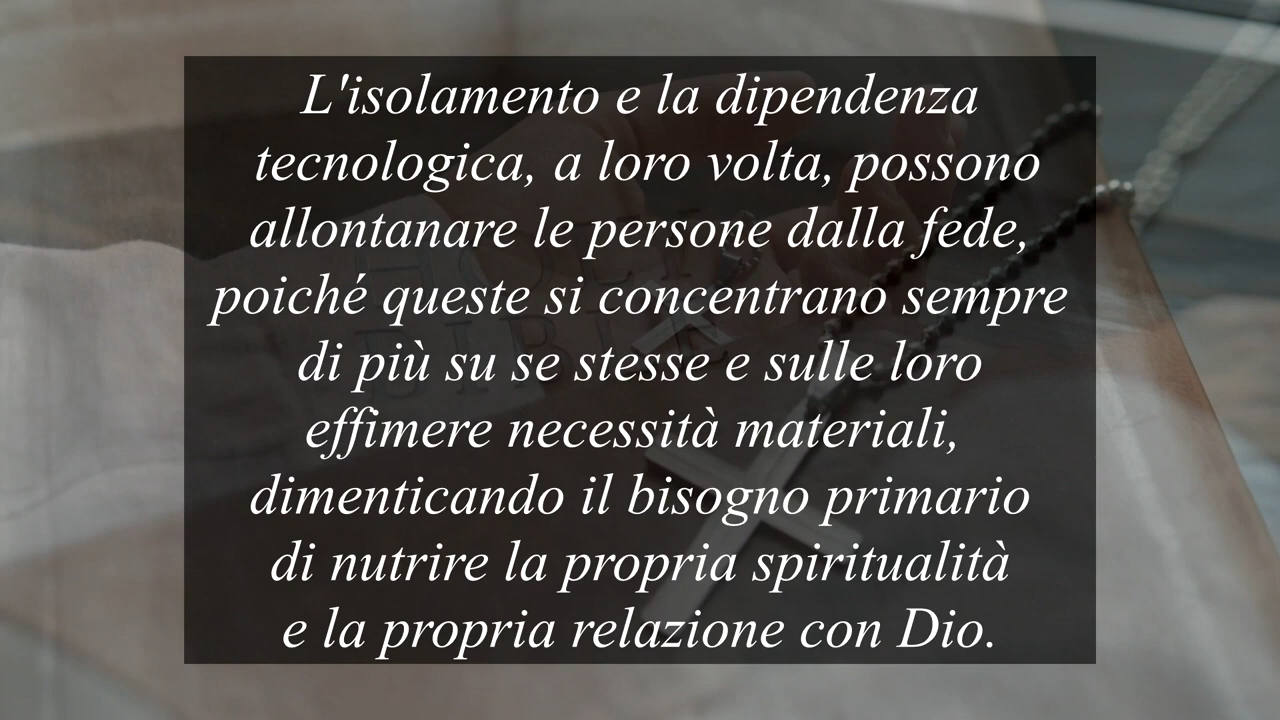 L'isolamento e la dipendenza
tecnologica, a loro volta, possono
allontanare le persone dalla fede,
poiché queste si concentrano sempre
di più su se stesse e sulle loro
effimere necessità materiali,
dimenticando il bisogno primario
di nutrire la propria spiritualità
e la propria relazione con Dio.
HOLY
BIBLE